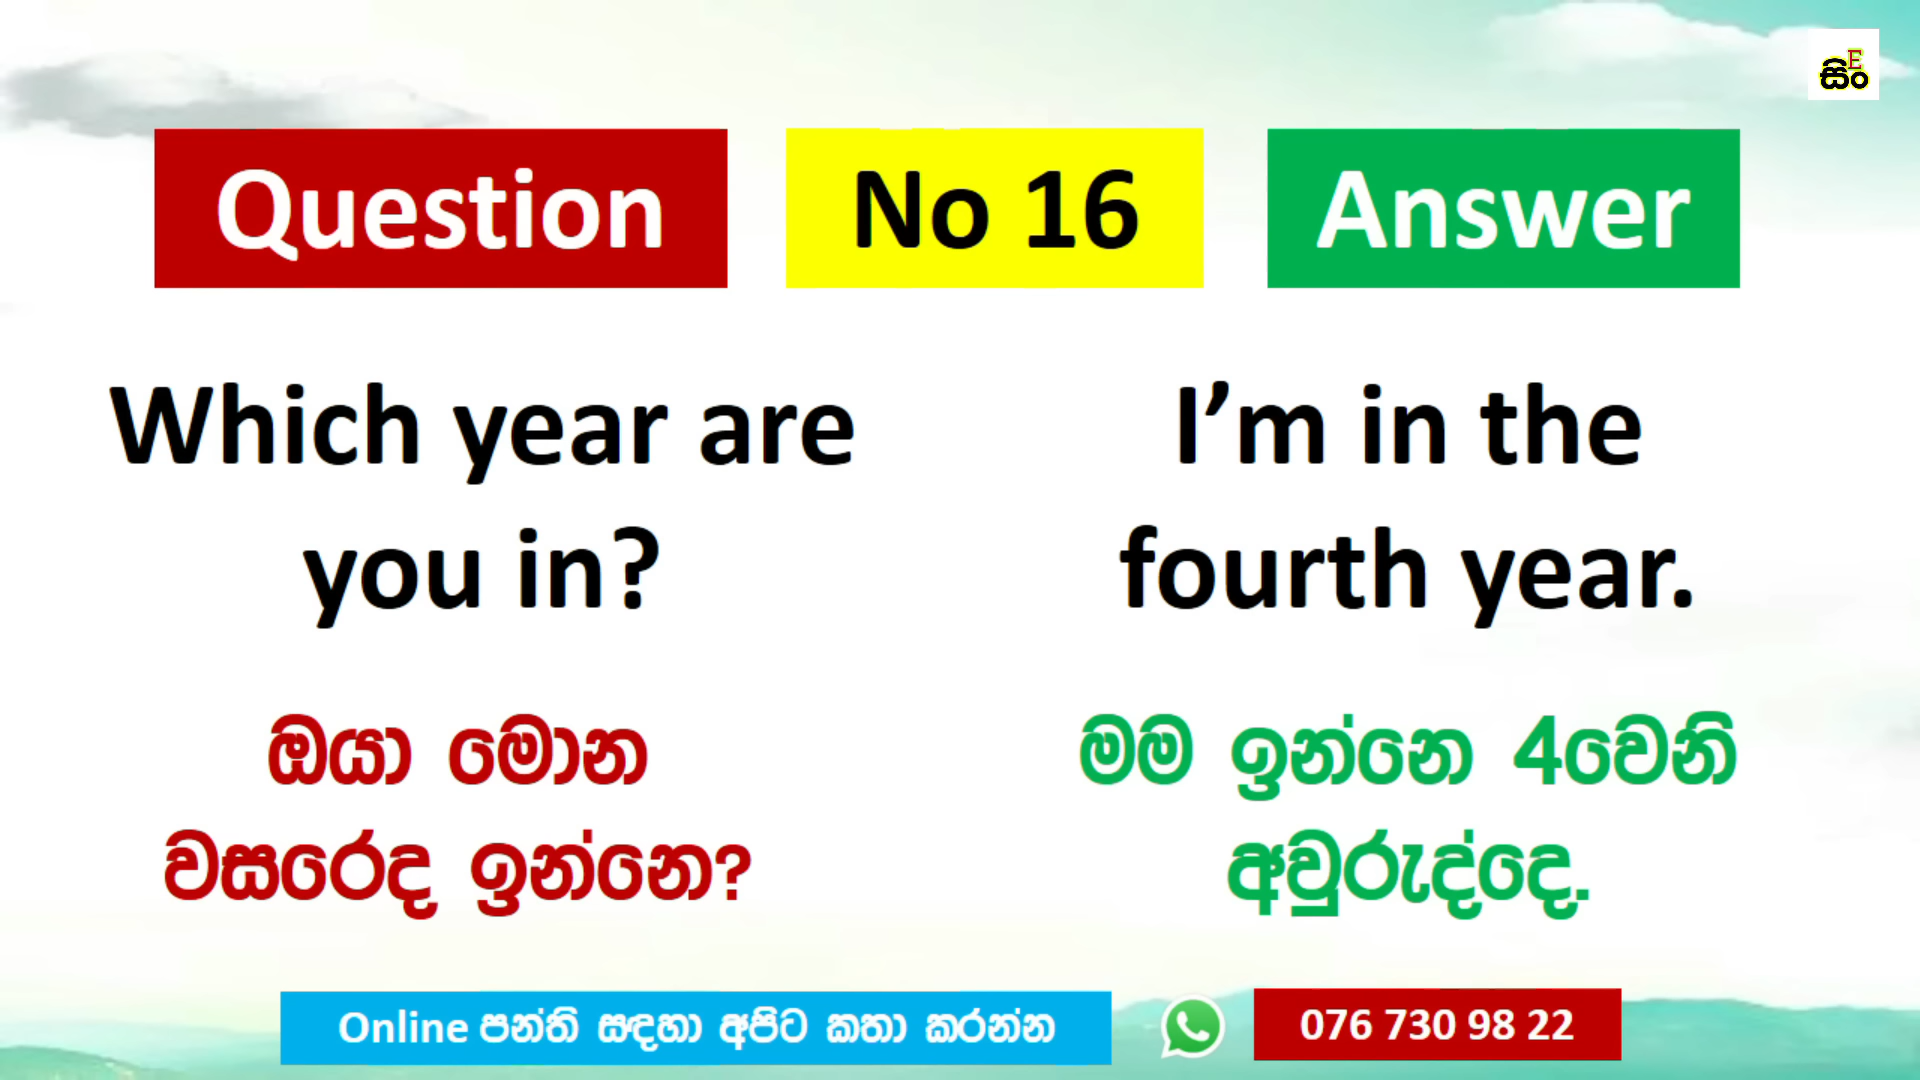 සිං
E
Question No 16 Answer
Which year are
you in?
I’m in the
fourth year.
ඔයා මොන
වසරෙද ඉන්නෙ?
මම ඉන්නෙ 4වෙනි
අවුරුද්දෙ.
Online පන්ති සඳහා අපිට කතා කරන්න
076 730 98 22